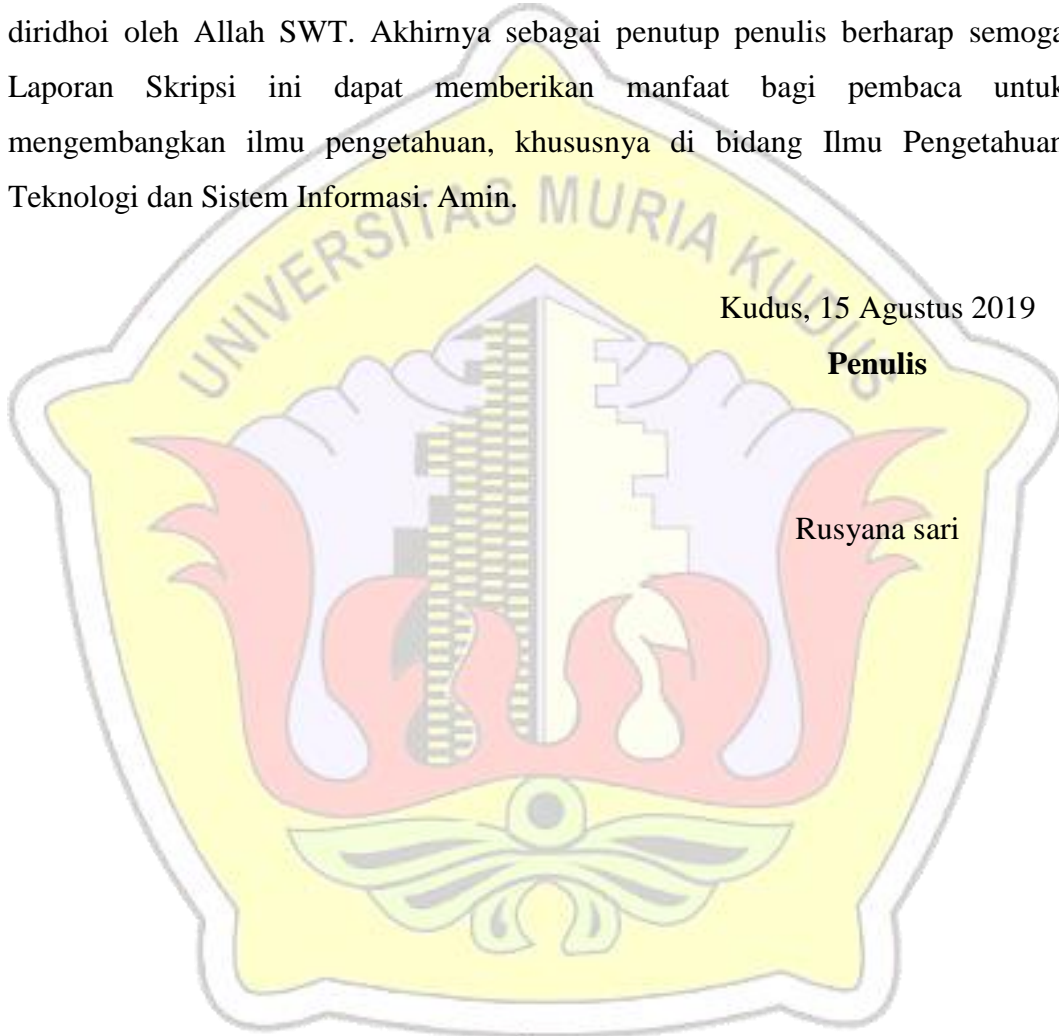 diridhoi oleh Allah SWT. Akhirnya sebagai penutup penulis berharap semoga
Laporan Skripsi ini dapat memberikan manfaat bagi pembaca untuk
mengembangkan ilmu pengetahuan, khususnya di bidang Ilmu Pengetahuan
Teknologi dan Sistem Informasi. Amin.
UNIVERSITAS MURIA KUDUS
Kudus, 15 Agustus 2019
Penulis
Rusyana sari